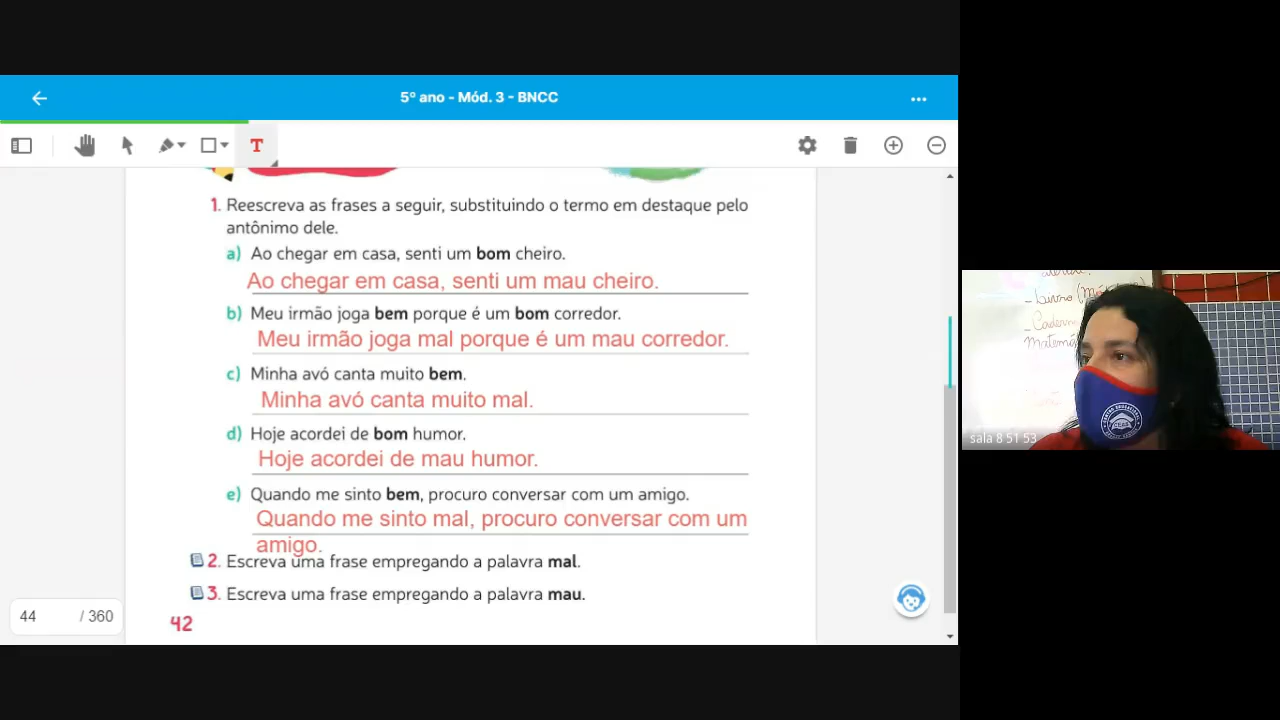 5º ano - Mód. 3 - BNCC
T
1. Reescreva as frases a seguir, substituindo o termo em destaque pelo
antônimo dele.
a) Ao chegar em casa, senti um bom cheiro.
Ao chegar em casa, senti um mau cheiro.
b) Meu irmão joga bem porque é um bom corredor.
Meu irmão joga mal porque é um mau corredor.
c) Minha avó canta muito bem.
Minha avó canta muito mal.
d) Hoje acordei de bom humor.
Hoje acordei de mau humor.
e) Quando me sinto bem, procuro conversar com um amigo.
Quando me sinto mal, procuro conversar com um
amigo.
2. Escreva uma frase empregando a palavra mal.
3. Escreva uma frase empregando a palavra mau.
42
44 / 360
- Livro (Mó
- Cadern
Matemá
sala 8 51 53